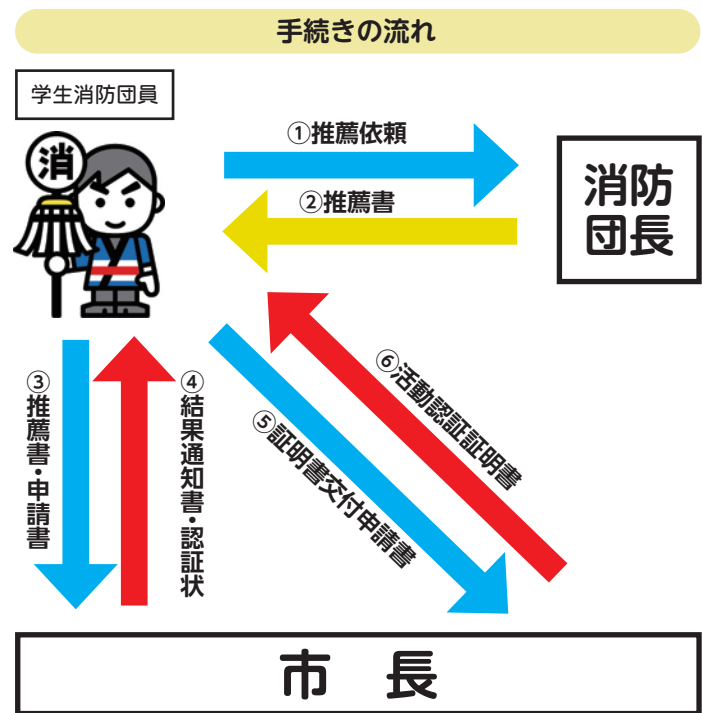 手続きの流れ
学生消防団員
消
①推薦依頼
②推薦書
消防
団長
③推薦書・申請書
④結果通知書・認証状
⑤証明書交付申請書
⑥活動認証証明書
市 長